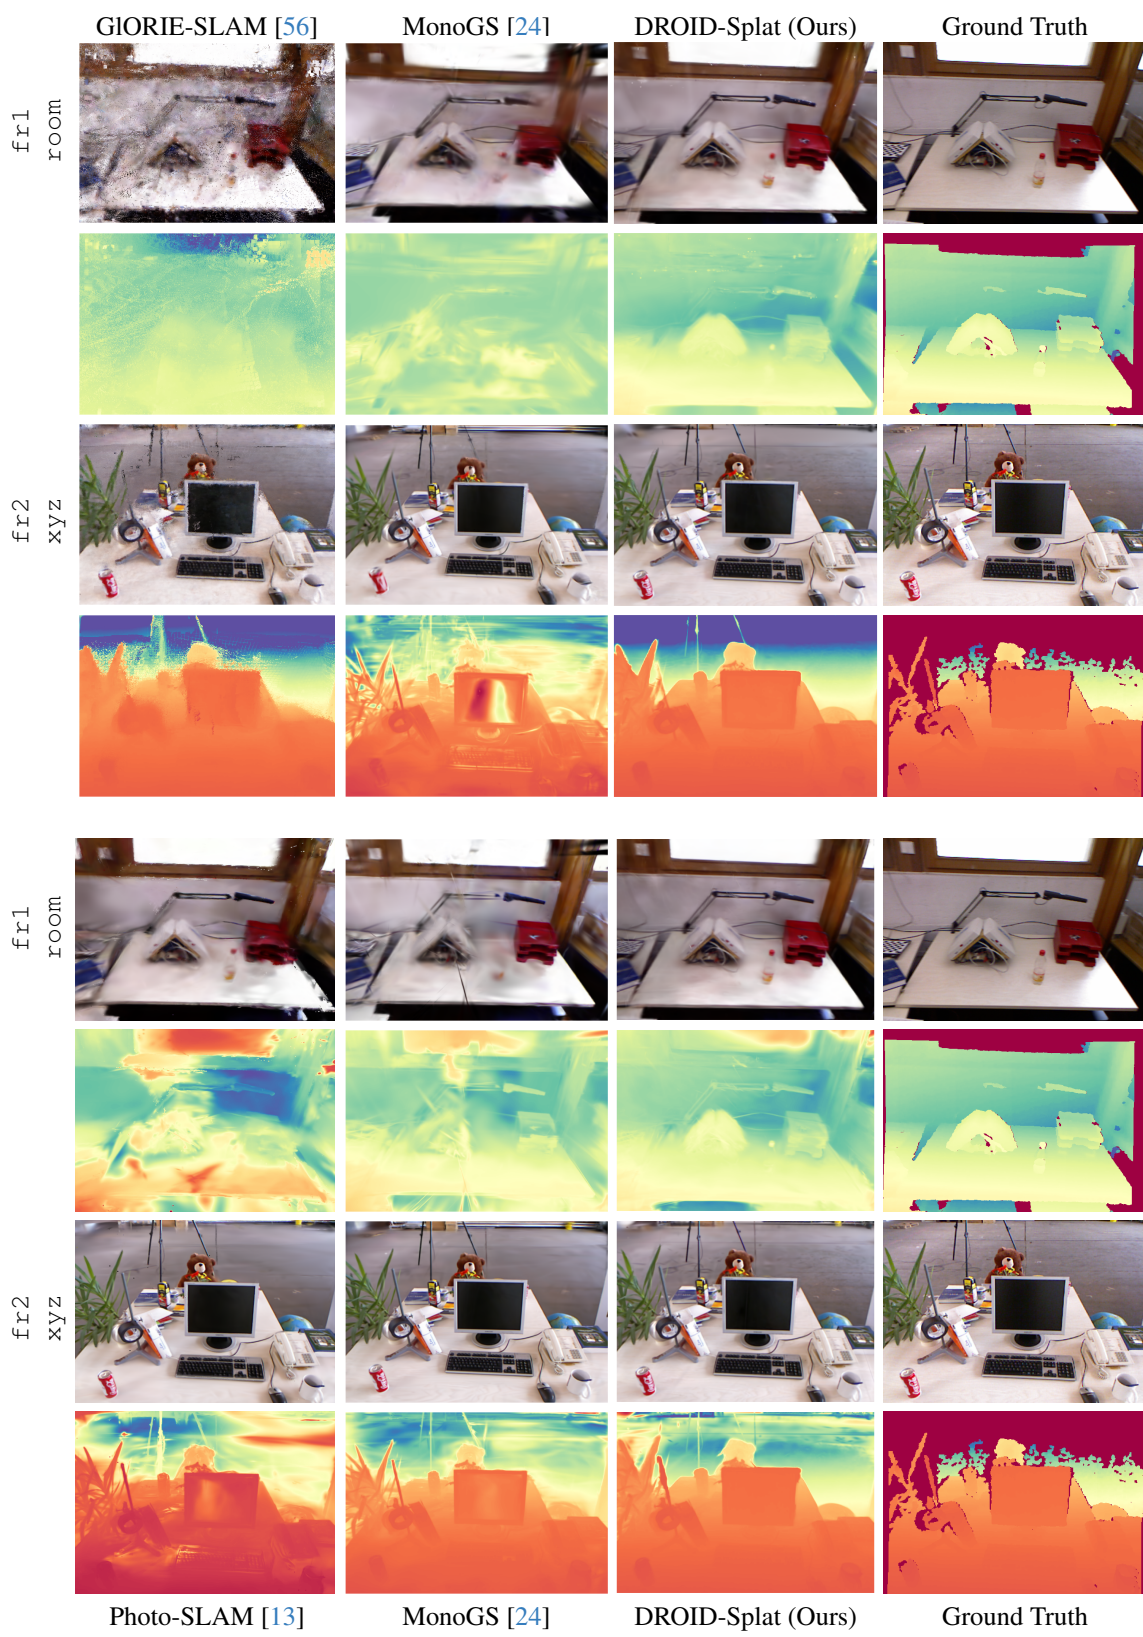 GlORIE-SLAM [56] MonoGS [24] DROID-Splat (Ours) Ground Truth
fr1
room
fr2
xyz
fr1
room
fr2
xyz
Photo-SLAM [13] MonoGS [24] DROID-Splat (Ours) Ground Truth